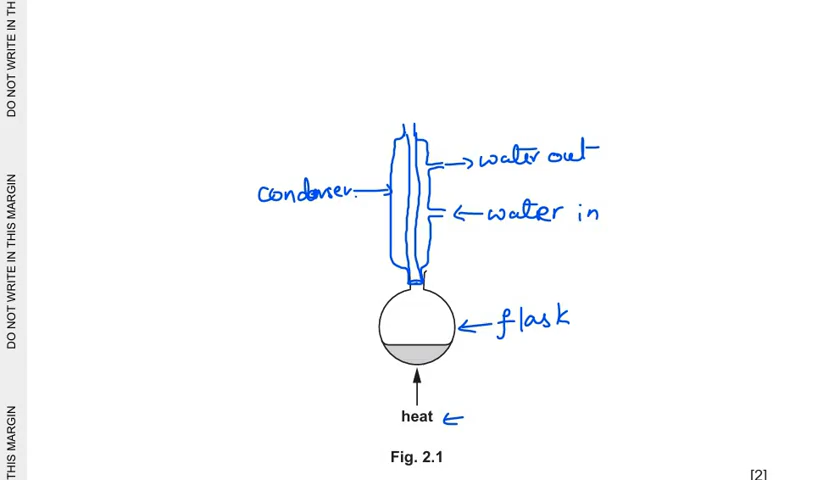 DO NOT WRITE IN THIS MARGIN
DO NOT WRITE IN TH
THIS MARGIN
water out
condenser.
water in
flask
heat
Fig. 2.1
[2]